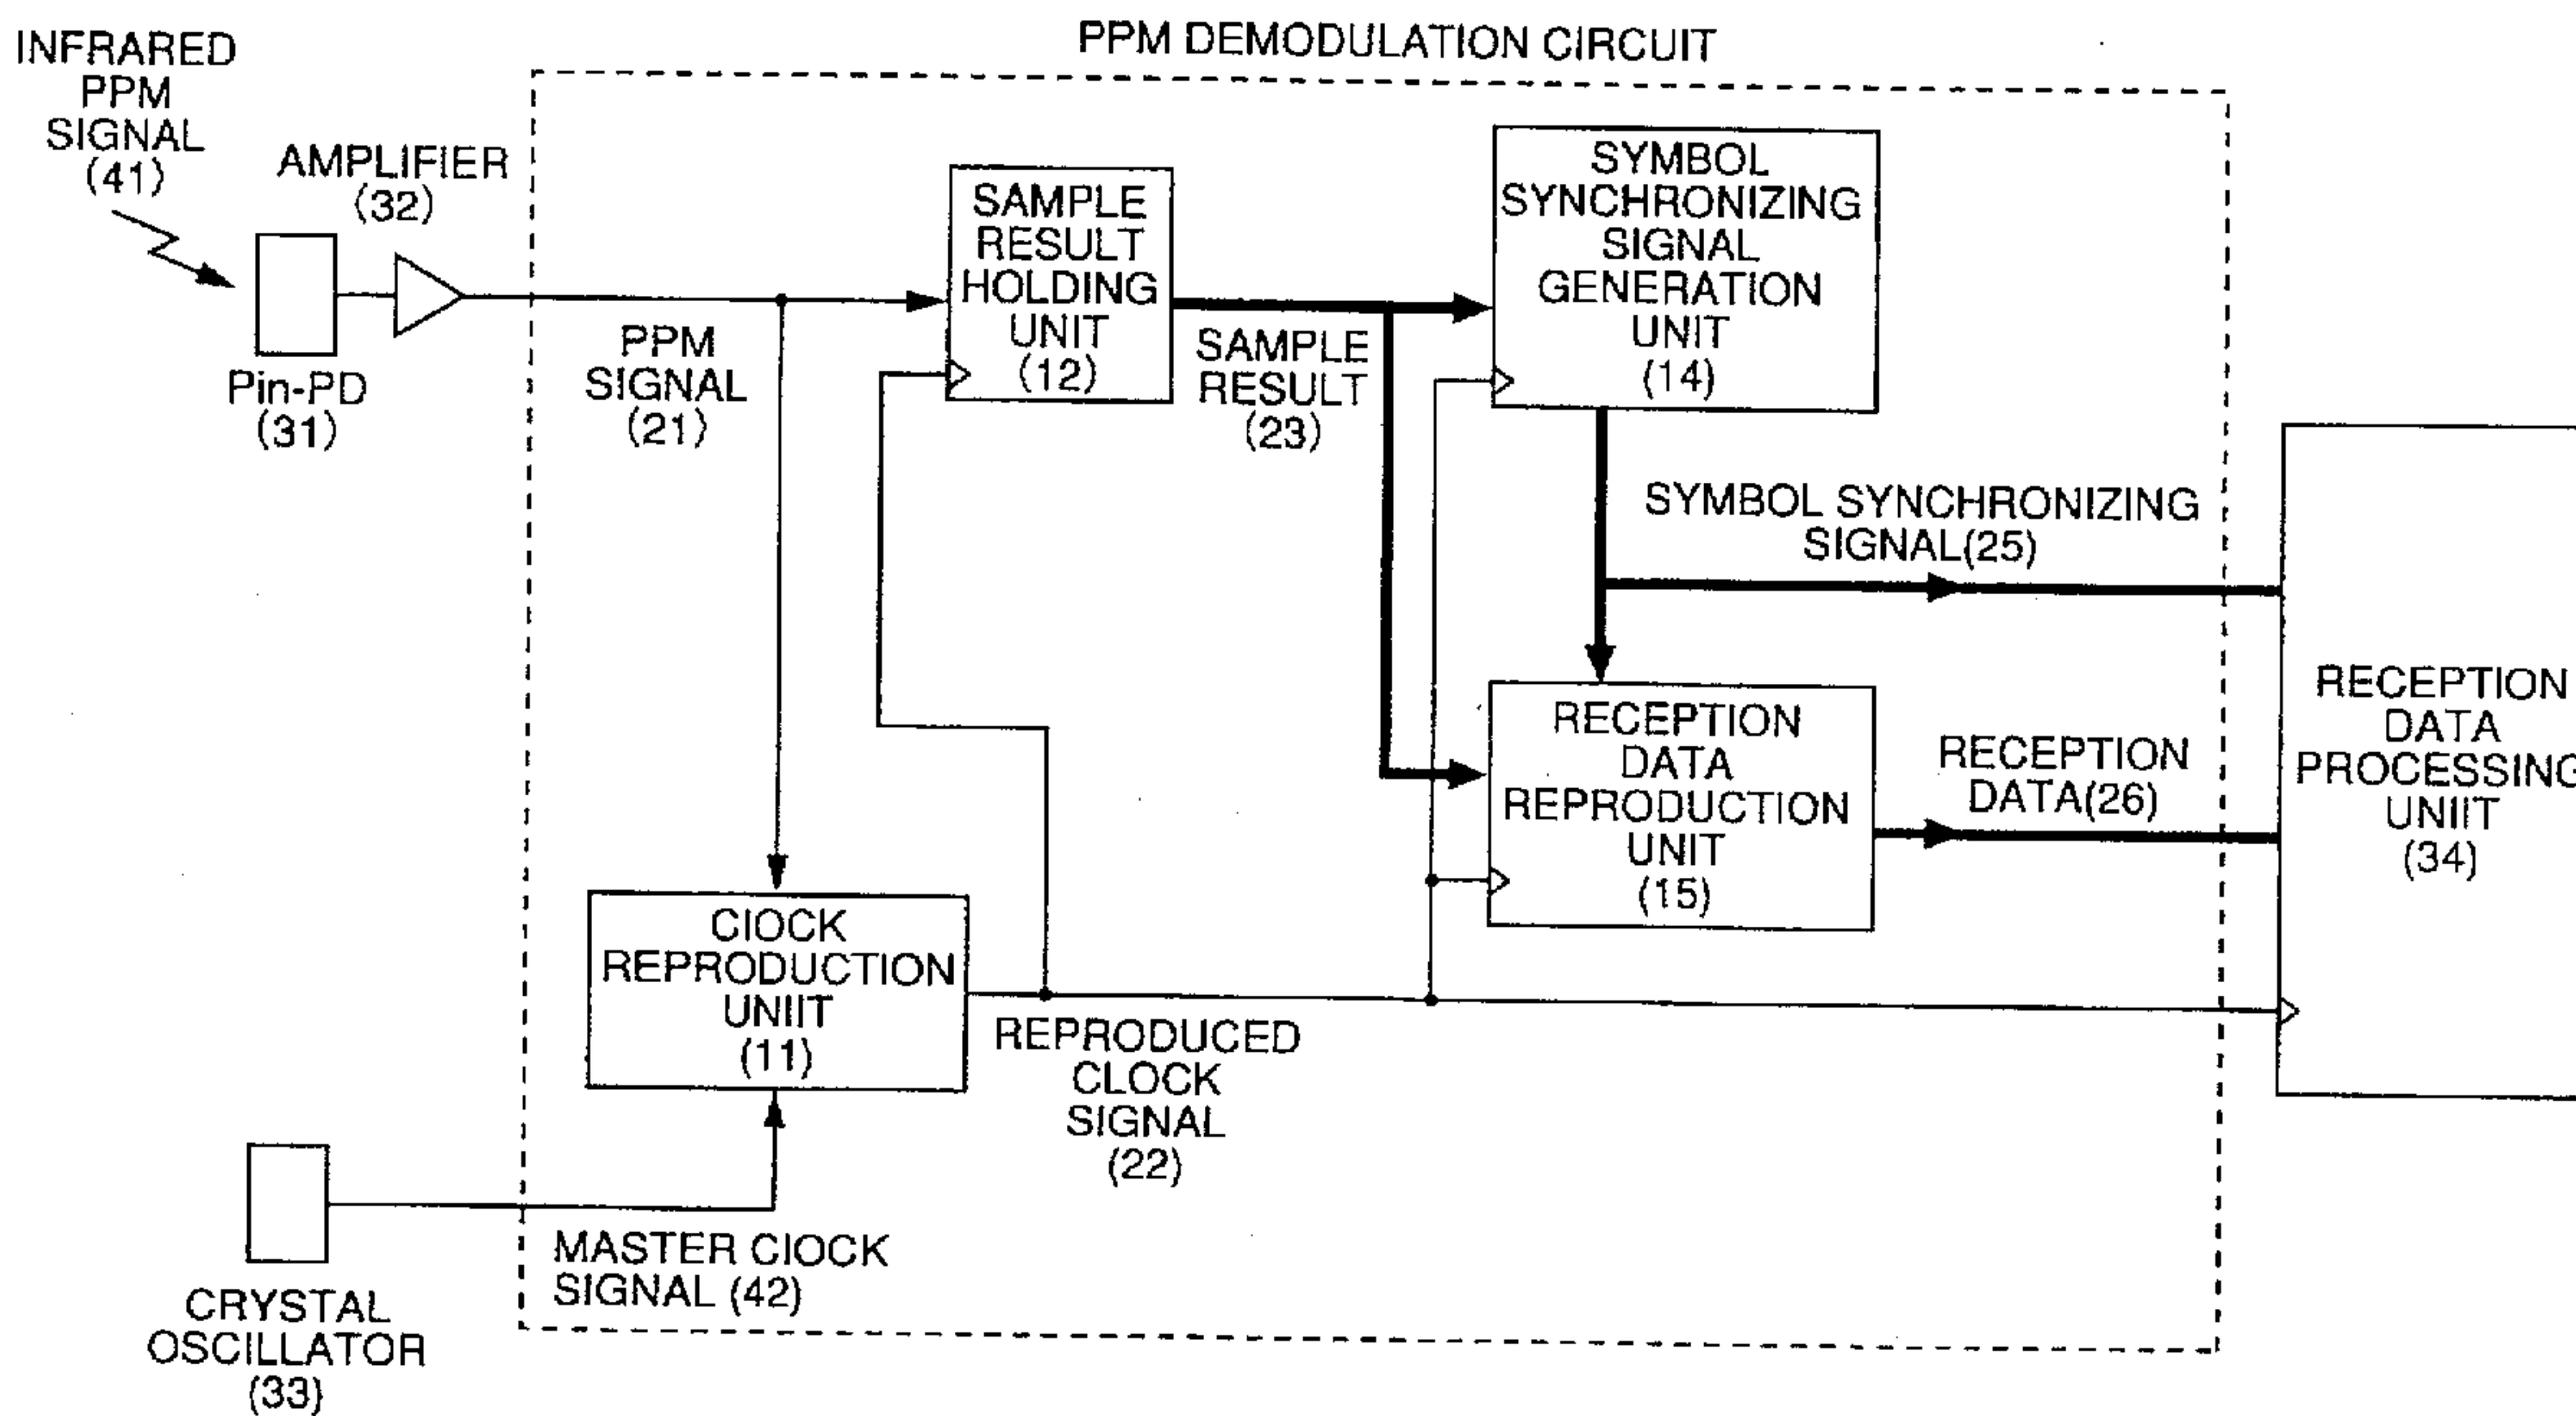 PPM DEMODULATION CIRCUIT
INFRARED
PPM
SIGNAL
(41)
AMPLIFIER
(32)
Pin-PD
(31)
PPM
SIGNAL
(21)
SAMPLE
RESULT
HOLDING
UNIT
(12)
SAMPLE
RESULT
(23)
SYMBOL
SYNCHRONIZING
SIGNAL
GENERATION
UNIT
(14)
SYMBOL SYNCHRONIZING
SIGNAL(25)
RECEPTION
DATA
REPRODUCTION
UNIT
(15)
RECEPTION
DATA(26)
RECEPTION
DATA
PROCESSING
UNIIT
(34)
CIOCK
REPRODUCTION
UNIIT
(11)
REPRODUCED
CLOCK
SIGNAL
(22)
MASTER CIOCK
SIGNAL (42)
CRYSTAL
OSCILLATOR
(33)